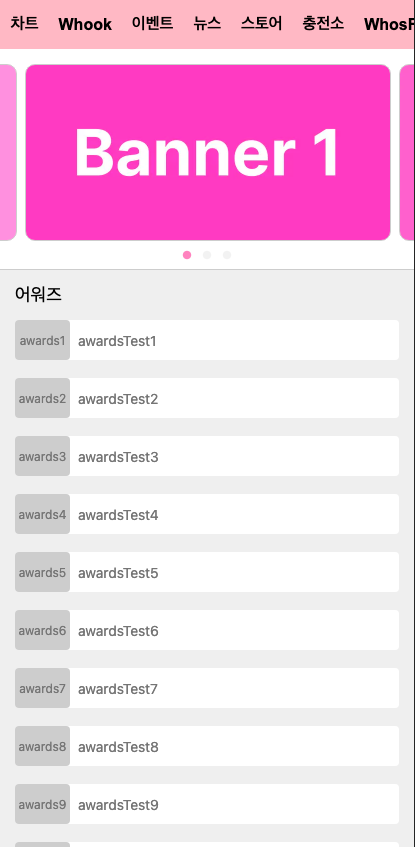 차트 Whook 이벤트 뉴스 스토어 충전소 WhosF
Banner 1
어워즈
awards1 awardsTest1
awards2 awardsTest2
awards3 awardsTest3
awards4 awardsTest4
awards5 awardsTest5
awards6 awardsTest6
awards7 awardsTest7
awards8 awardsTest8
awards9 awardsTest9